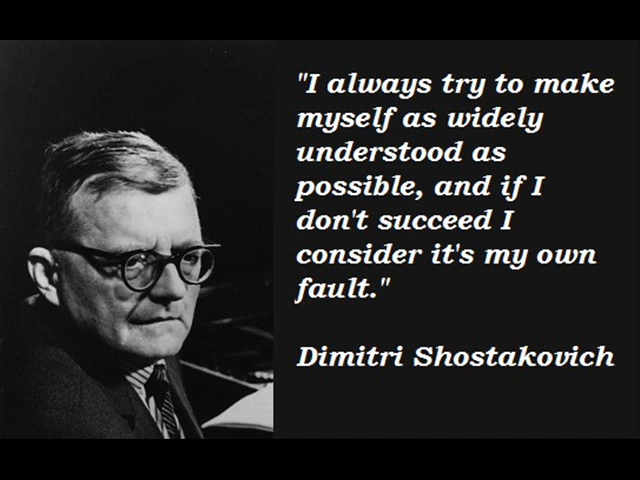 "I always try to make
myself as widely
understood as
possible, and if I
don't succeed I
consider it's my own
fault."
Dimitri Shostakovich